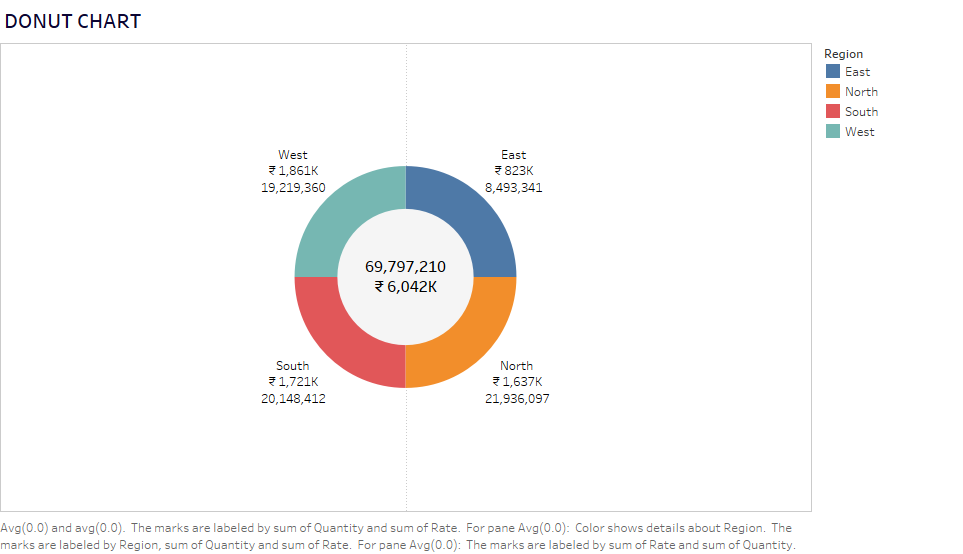 DONUT CHART
Region
East
North
South
West
West
₹ 1,861K
19,219,360
East
₹ 823K
8,493,341
69,797,210
₹ 6,042K
South
₹ 1,721K
20,148,412
North
₹ 1,637K
21,936,097
Avg(0.0) and avg(0.0).  The marks are labeled by sum of Quantity and sum of Rate.  For pane Avg(0.0):  Color shows details about Region.  The
marks are labeled by Region, sum of Quantity and sum of Rate.  For pane Avg(0.0):  The marks are labeled by sum of Rate and sum of Quantity.